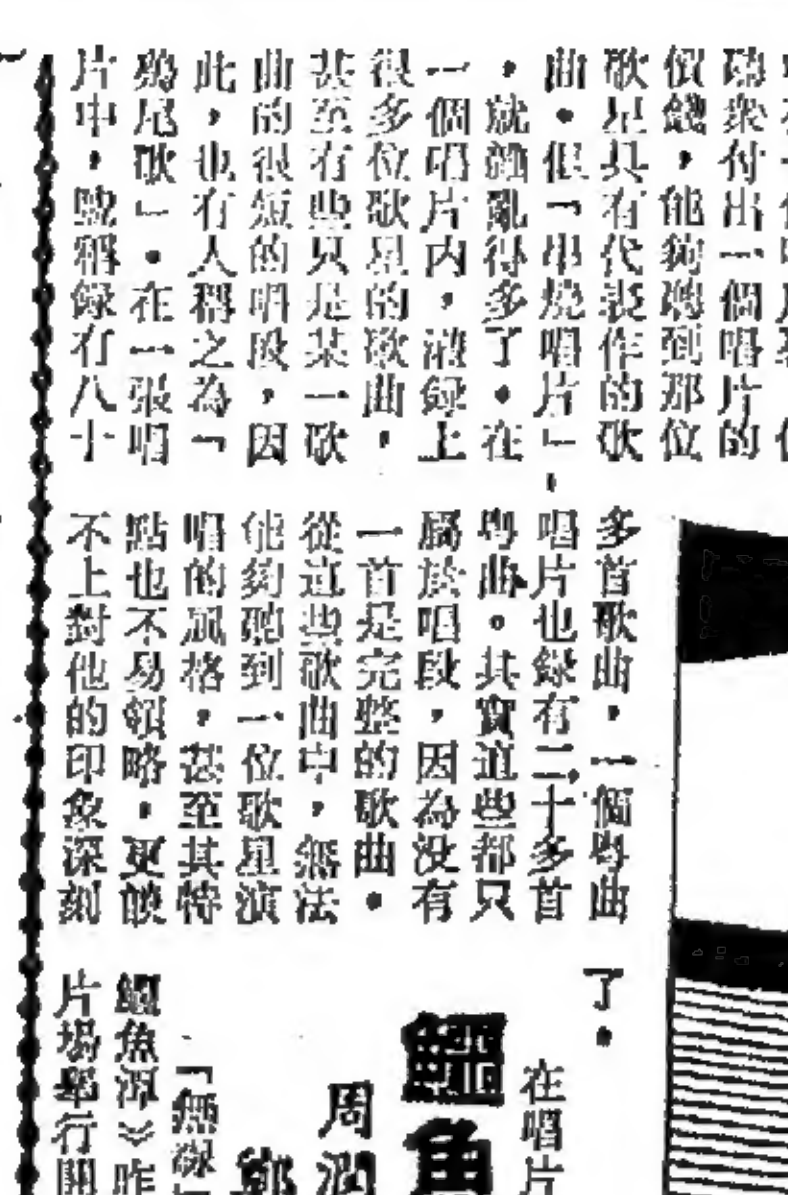 聽衆付出一個唱片的
價錢，能夠聽到那位
歌星具有代表作的歌
曲。但「串燒唱片」，
就雜亂得多了。在
一個唱片內，灌錄上
很多位歌星的歌曲，
甚至有些只是某一歌
曲的很短的唱段，因
此，也有人稱之為「
鷄尾歌」。在一張唱
片中，號稱錄有八十
多首歌曲，一個粵曲
唱片也錄有二十多首
粵曲。其實這些都只
屬於唱段，因為没有
一首是完整的歌曲。
從這些歌曲中，無法
能夠聽到一位歌星演
唱的風格，甚至其特
點也不易領略，更談
不上對他的印象深刻
了。
在唱片
鱷魚
周潤
鄭
「無線
鱷魚潭》昨
片場舉行開